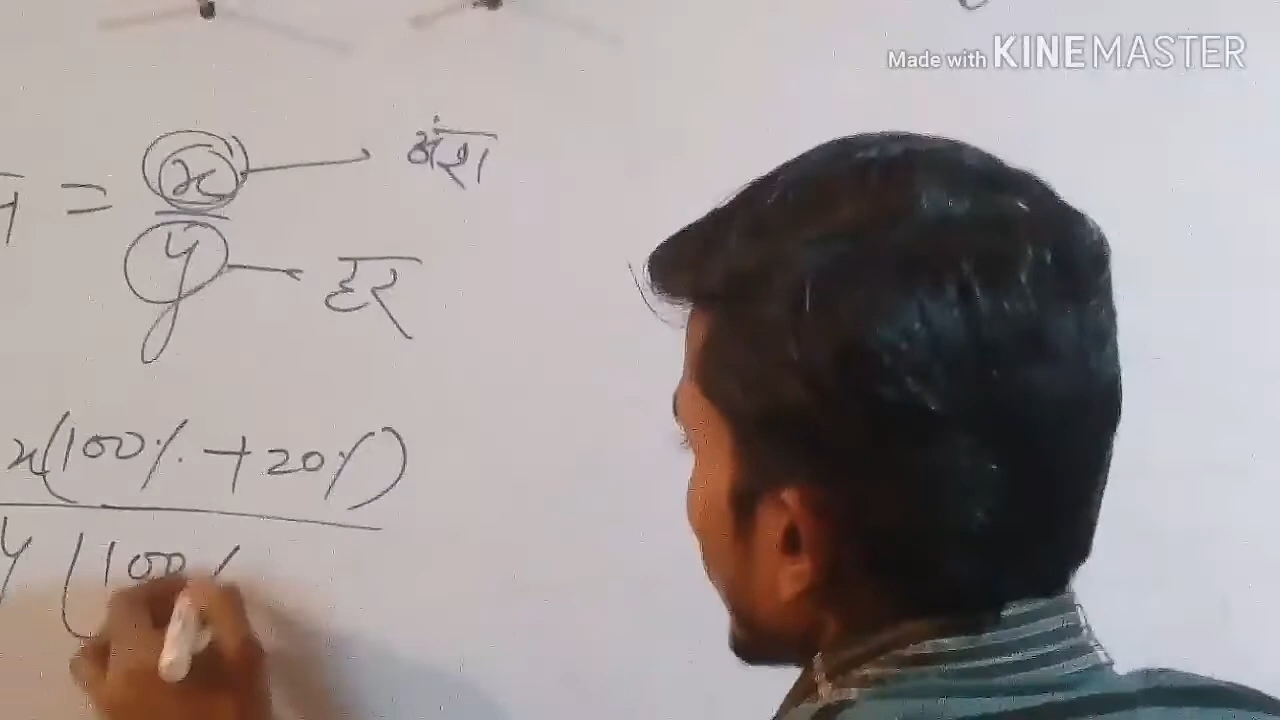 Made with KINEMASTER
= x/y
अंश
हर
x(100% + 20%)
y (100%